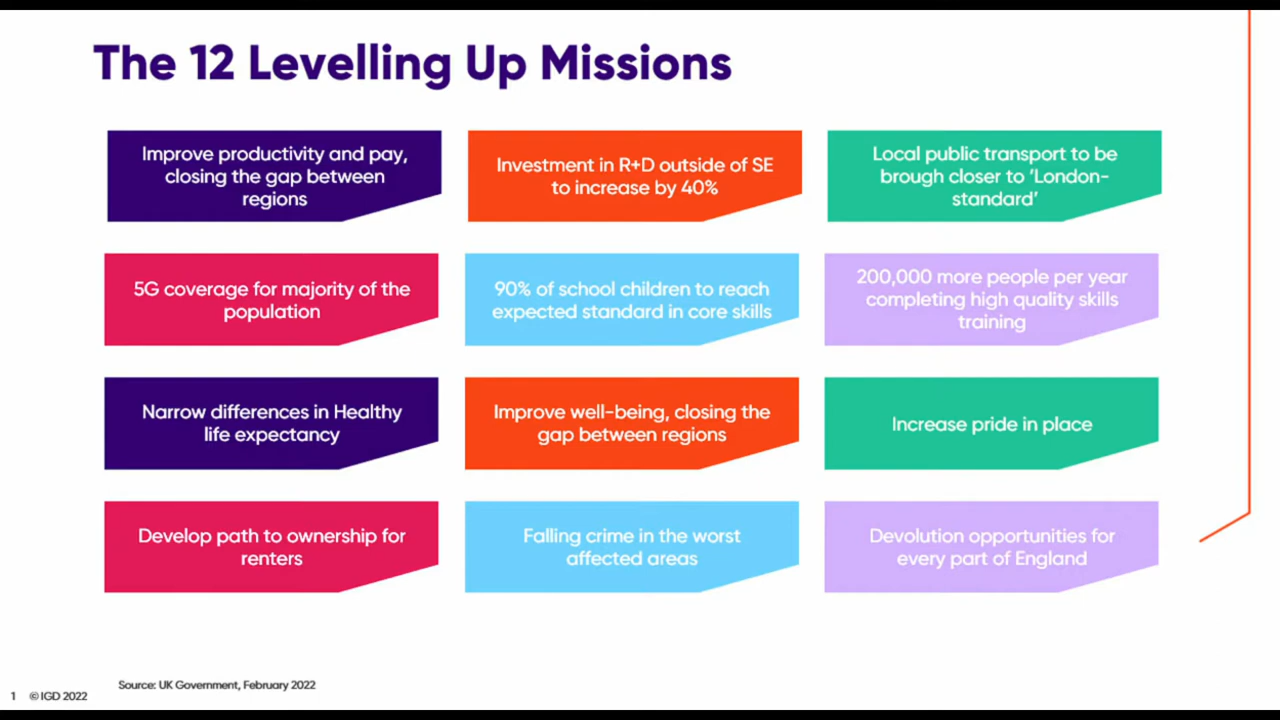 The 12 Levelling Up Missions
Improve productivity and pay,
closing the gap between
regions
Investment in R+D outside of SE
to increase by 40%
Local public transport to be
brough closer to ‘London-
standard’
5G coverage for majority of the
population
90% of school children to reach
expected standard in core skills
200,000 more people per year
completing high quality skills
training
Narrow differences in Healthy
life expectancy
Improve well-being, closing the
gap between regions
Increase pride in place
Develop path to ownership for
renters
Falling crime in the worst
affected areas
Devolution opportunities for
every part of England
Source: UK Government, February 2022
1 © IGD 2022